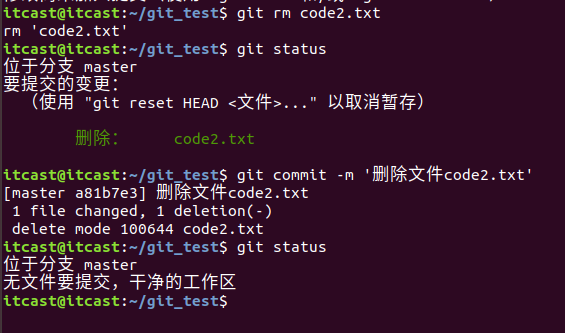 itcast@itcast:~/git_test$ git rm code2.txt
rm 'code2.txt'
itcast@itcast:~/git_test$ git status
位于分支 master
要提交的变更：
（使用 "git reset HEAD <文件>..." 以取消暂存）
删除： code2.txt
itcast@itcast:~/git_test$ git commit -m '删除文件code2.txt'
[master a81b7e3] 删除文件code2.txt
1 file changed, 1 deletion(-)
delete mode 100644 code2.txt
itcast@itcast:~/git_test$ git status
位于分支 master
无文件要提交，干净的工作区
itcast@itcast:~/git_test$